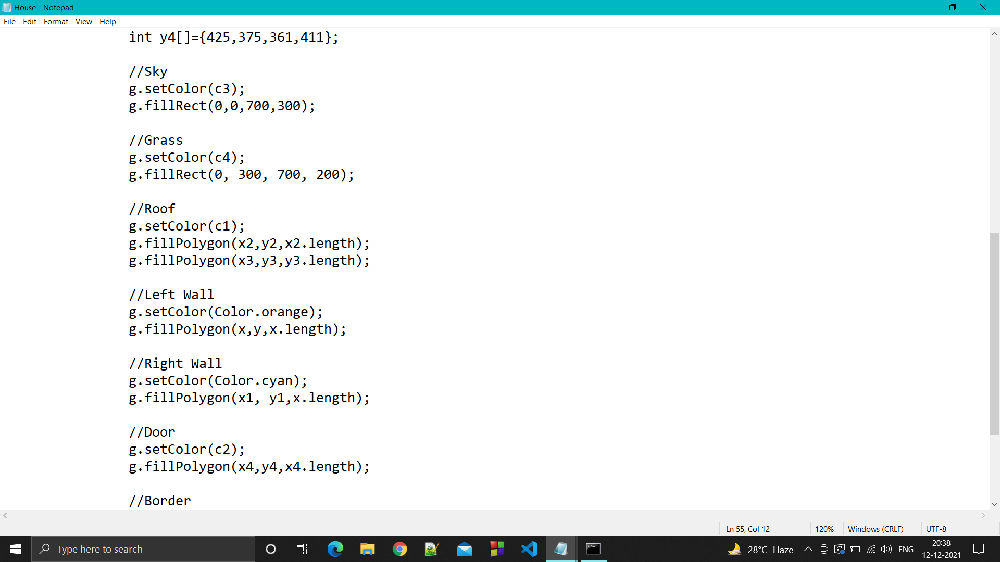 House - Notepad
File Edit Format View Help
int y4[]={425,375,361,411};
//Sky
g.setColor(c3);
g.fillRect(0,0,700,300);
//Grass
g.setColor(c4);
g.fillRect(0, 300, 700, 200);
//Roof
g.setColor(c1);
g.fillPolygon(x2,y2,x2.length);
g.fillPolygon(x3,y3,y3.length);
//Left Wall
g.setColor(Color.orange);
g.fillPolygon(x,y,x.length);
//Right Wall
g.setColor(Color.cyan);
g.fillPolygon(x1, y1,x.length);
//Door
g.setColor(c2);
g.fillPolygon(x4,y4,x4.length);
//Border
Ln 55, Col 12 120% Windows (CRLF) UTF-8
Type here to search 28°C Haze ENG 20:38
12-12-2021